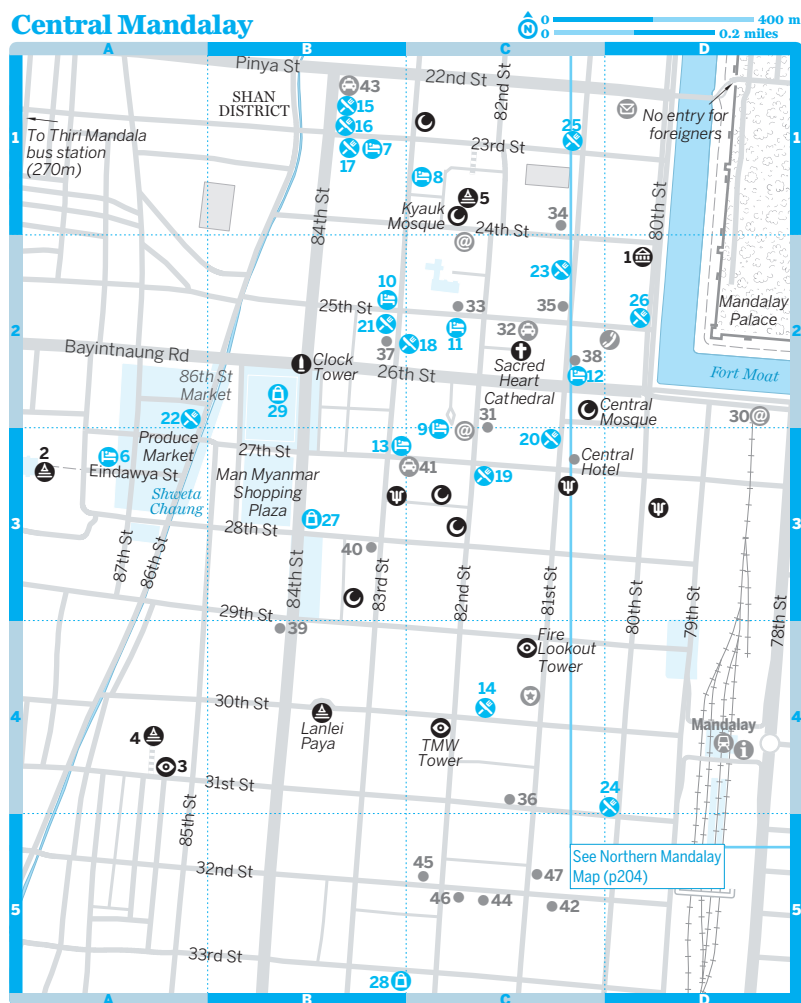 Central Mandalay
N
0 400 m
0 0.2 miles
A
B
C
D
1
2
3
4
5
1
2
3
4
5
A
B
C
D
Pinya St
22nd St
82nd St
43
SHAN
DISTRICT
15
16
17
7
25
No entry for
foreigners
To Thiri Mandala
bus station
(270m)
23rd St
8
5
Kyauk
Mosque
24th St
34
84th St
80th St
@
1
23
10
25th St
33
35
26
Mandalay
Palace
21
11
32
18
37
38
Bayintnaung Rd
Clock
Tower
26th St
Sacred
Heart
Cathedral
12
Fort Moat
86th St
Market
29
Central
Mosque
30 @
22
9
@
31
20
Produce
Market
13
27th St
2
6
Eindawya St
Man Myanmar
Shopping
Plaza
41
19
Central
Hotel
Shweta
Chaung
27
28th St
87th St
86th St
84th St
40
83rd St
82nd St
81st St
80th St
79th St
78th St
29th St
39
Fire
Lookout
Tower
14
30th St
Lanlei
Paya
TMW
Tower
4
3
Mandalay
i
31st St
36
24
85th St
See Northern Mandalay
Map (p204)
32nd St
45
47
46
44
42
33rd St
28